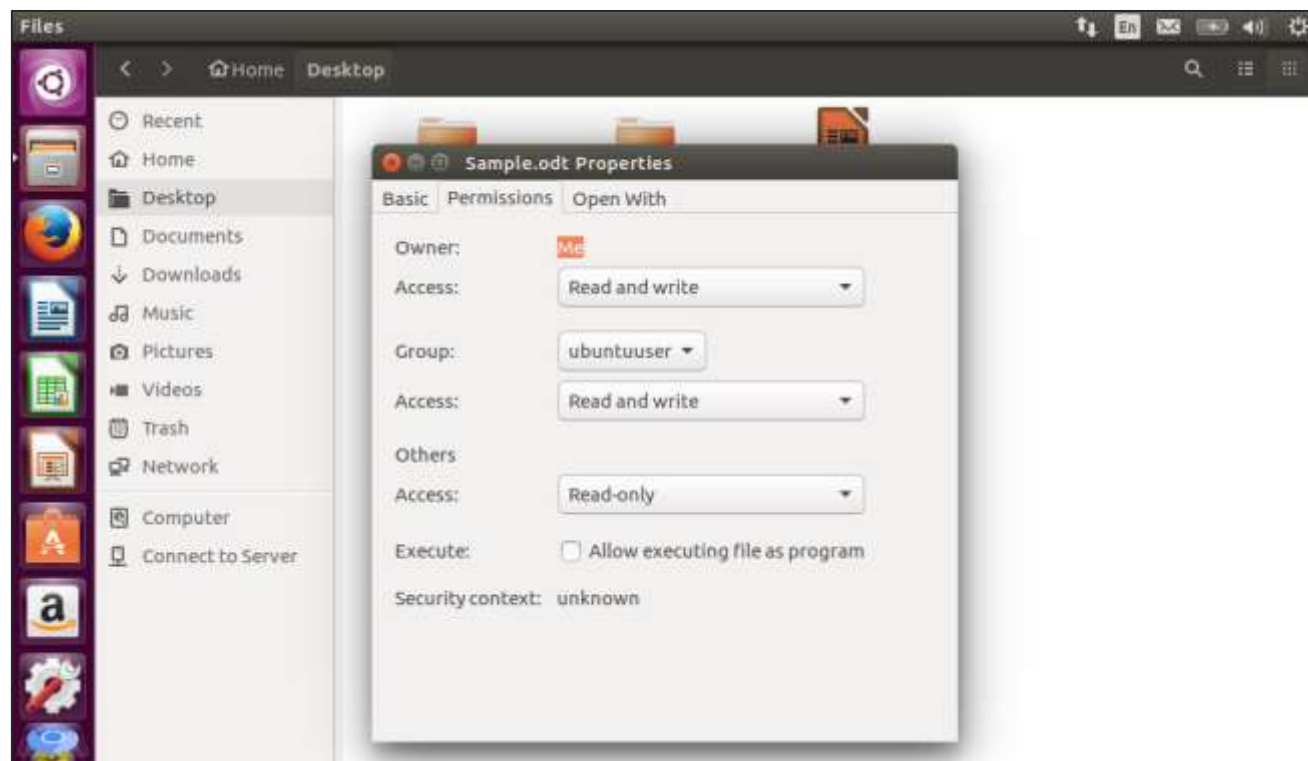 Files
En
Home Desktop
Recent
Home
Desktop
Documents
Downloads
Music
Pictures
Videos
Trash
Network
Computer
Connect to Server
Sample.odt Properties
Basic Permissions Open With
Owner: Me
Access: Read and write
Group: ubuntuuser
Access: Read and write
Others
Access: Read-only
Execute: Allow executing file as program
Security context: unknown